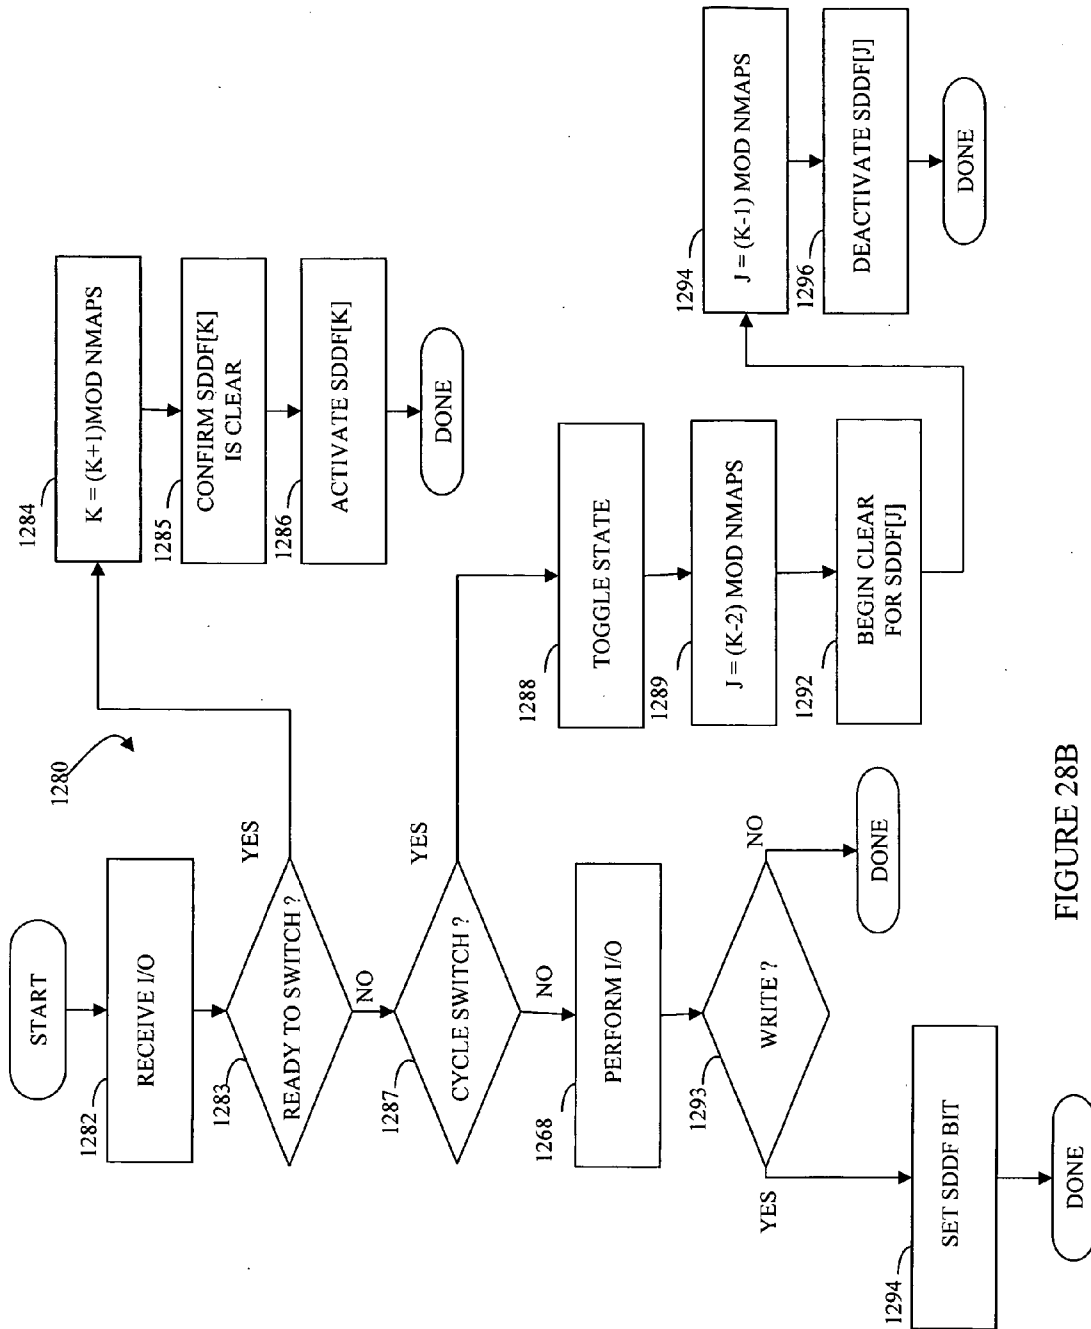 START
1282
RECEIVE I/O
1283
READY TO SWITCH ?
YES
NO
1280
1284
K = (K+1)MOD NMAPS
1285
CONFIRM SDDF[K]
IS CLEAR
1286
ACTIVATE SDDF[K]
DONE
1287
CYCLE SWITCH ?
YES
NO
1288
TOGGLE STATE
1289
J = (K-2) MOD NMAPS
1292
BEGIN CLEAR
FOR SDDF[J]
1294
J = (K-1) MOD NMAPS
1296
DEACTIVATE SDDF[J]
DONE
1268
PERFORM I/O
1293
WRITE ?
NO
DONE
YES
1294
SET SDDF BIT
DONE
FIGURE 28B